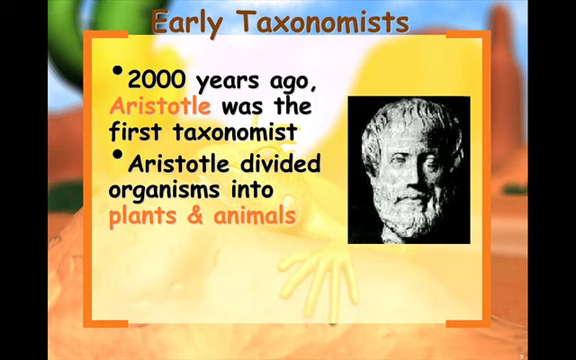 Early Taxonomists
•2000 years ago,
Aristotle was the
first taxonomist
•Aristotle divided
organisms into
plants & animals